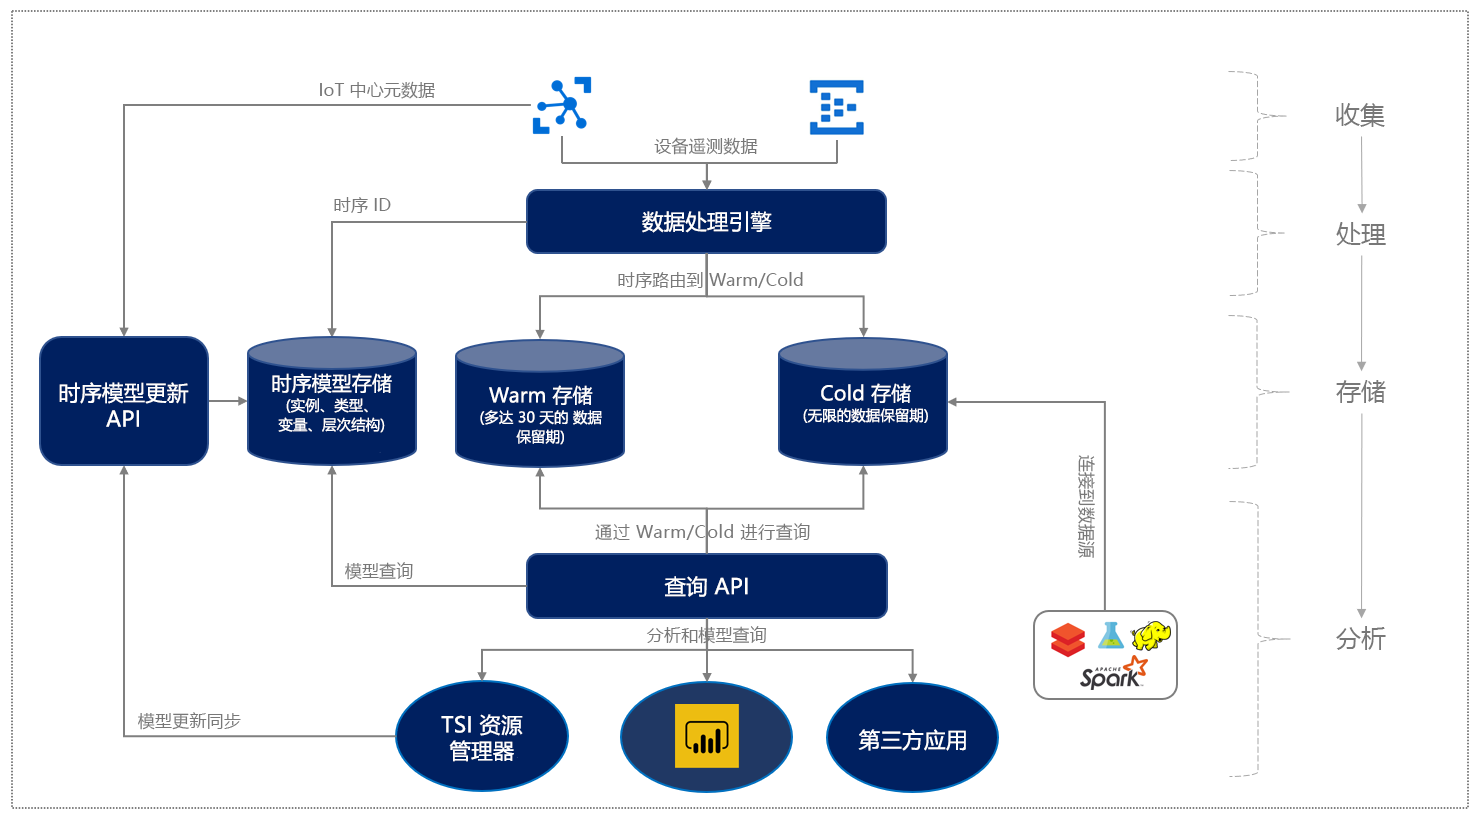 IoT 中心元数据
收集
设备遥测数据
时序 ID
数据处理引擎
处理
时序路由到 Warm/Cold
时序模型更新
API
时序模型存储
(实例、类型、
变量、层次结构)
Warm 存储
(多达 30 天的 数据
保留期)
Cold 存储
(无限的数据保留期)
存储
连接到数据源
通过 Warm/Cold 进行查询
模型查询
查询 API
分析和模型查询
分析
APACHE
Spark
模型更新同步
TSI 资源
管理器
第三方应用